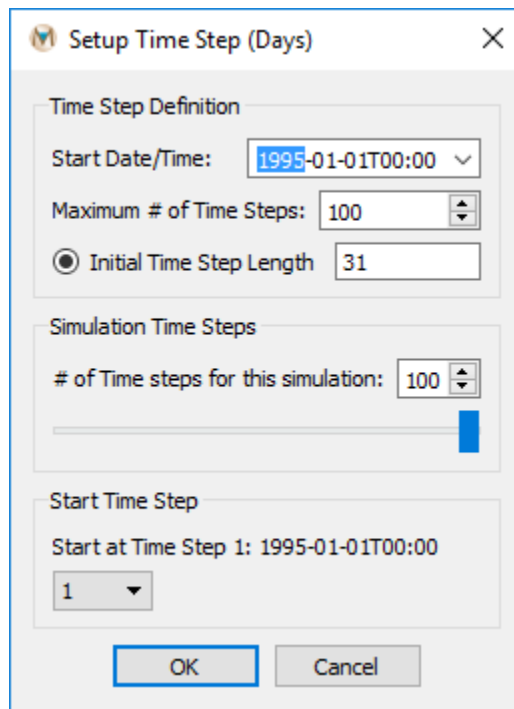 Setup Time Step (Days)
Time Step Definition
Start Date/Time: 1995-01-01T00:00
Maximum # of Time Steps: 100
Initial Time Step Length 31
Simulation Time Steps
# of Time steps for this simulation: 100
Start Time Step
Start at Time Step 1: 1995-01-01T00:00
1
OK Cancel